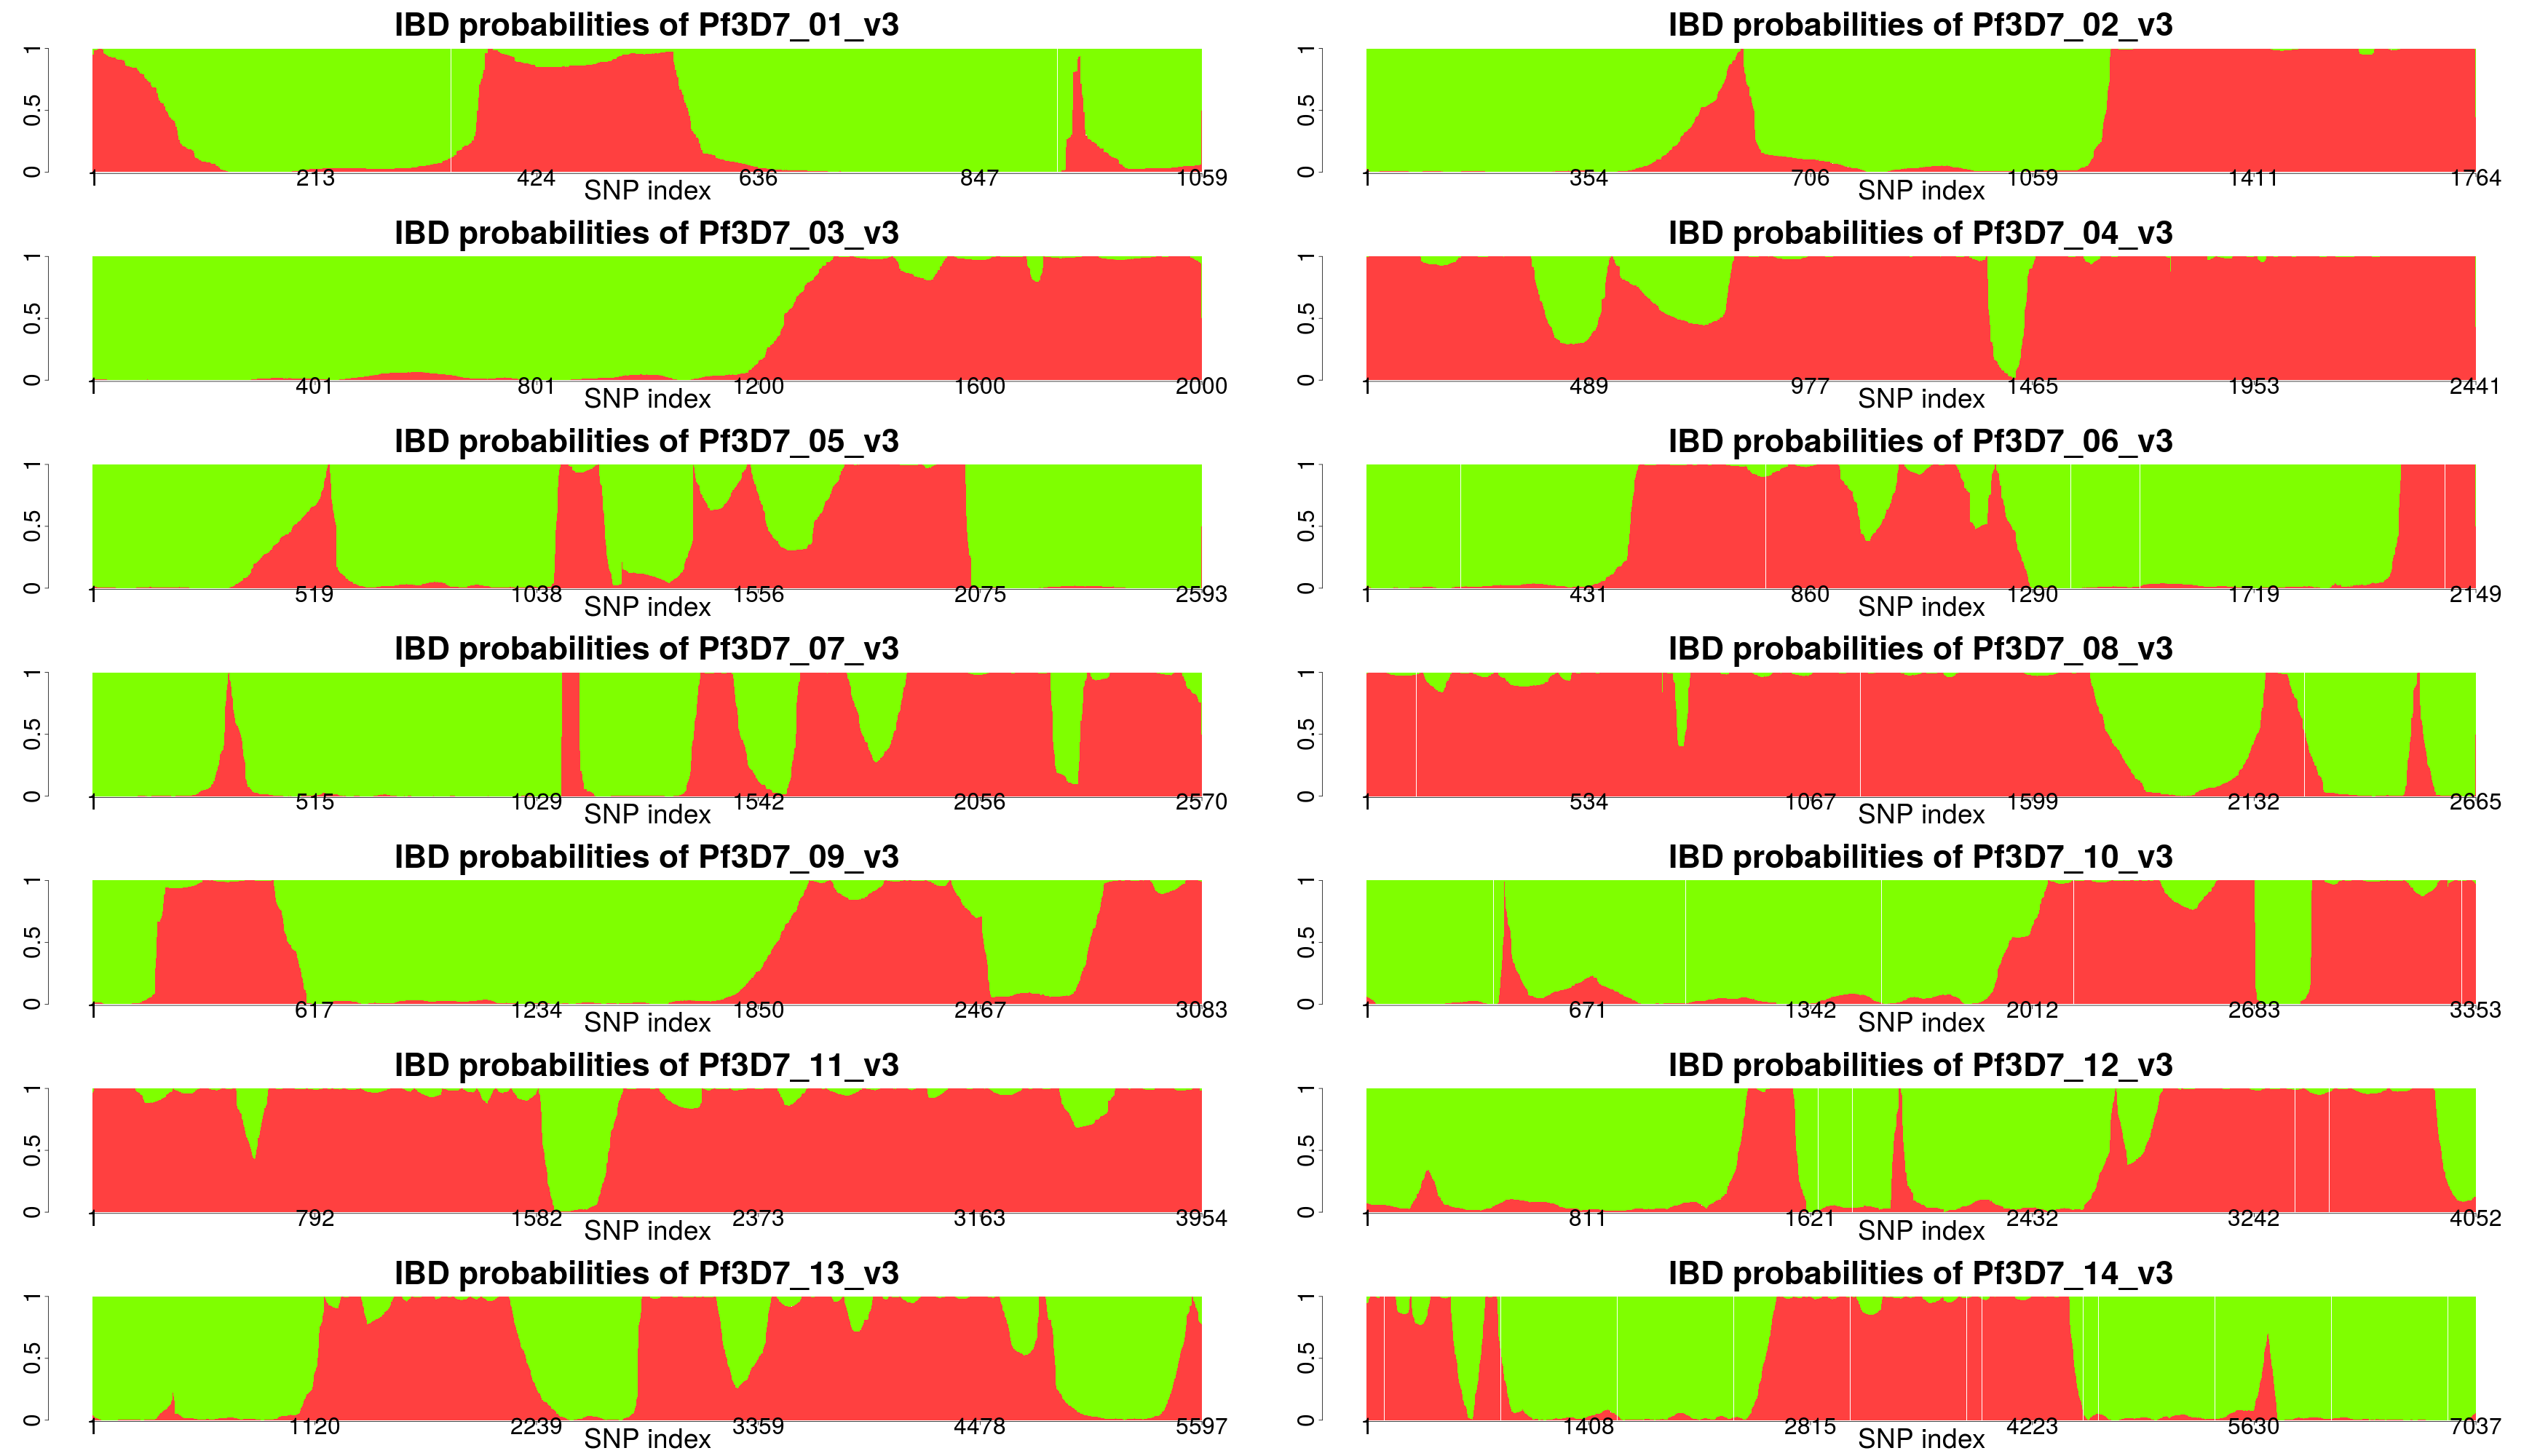 IBD probabilities of Pf3D7_01_v3
0 0.5 1
1 213 424 636 847 1059
SNP index
IBD probabilities of Pf3D7_02_v3
0 0.5 1
1 354 706 1059 1411 1764
SNP index
IBD probabilities of Pf3D7_03_v3
0 0.5 1
1 401 801 1200 1600 2000
SNP index
IBD probabilities of Pf3D7_04_v3
0 0.5 1
1 489 977 1465 1953 2441
SNP index
IBD probabilities of Pf3D7_05_v3
0 0.5 1
1 519 1038 1556 2075 2593
SNP index
IBD probabilities of Pf3D7_06_v3
0 0.5 1
1 431 860 1290 1719 2149
SNP index
IBD probabilities of Pf3D7_07_v3
0 0.5 1
1 515 1029 1542 2056 2570
SNP index
IBD probabilities of Pf3D7_08_v3
0 0.5 1
1 534 1067 1599 2132 2665
SNP index
IBD probabilities of Pf3D7_09_v3
0 0.5 1
1 617 1234 1850 2467 3083
SNP index
IBD probabilities of Pf3D7_10_v3
0 0.5 1
1 671 1342 2012 2683 3353
SNP index
IBD probabilities of Pf3D7_11_v3
0 0.5 1
1 792 1582 2373 3163 3954
SNP index
IBD probabilities of Pf3D7_12_v3
0 0.5 1
1 811 1621 2432 3242 4052
SNP index
IBD probabilities of Pf3D7_13_v3
0 0.5 1
1 1120 2239 3359 4478 5597
SNP index
IBD probabilities of Pf3D7_14_v3
0 0.5 1
1 1408 2815 4223 5630 7037
SNP index